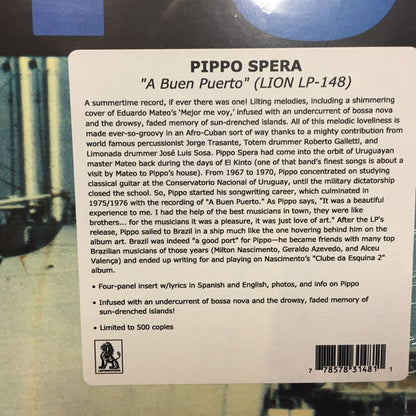 PIPPO SPERA
"A Buen Puerto" (LION LP-148)
A summertime record, if ever there was one! Lilting melodies, including a shimmering
cover of Eduardo Mateo's 'Mejor me voy,' infused with an undercurrent of bossa nova
and the drowsy, faded memory of sun-drenched islands. All of this melodic loveliness is
made ever-so-groovy in an Afro-Cuban sort of way thanks to a mighty contribution from
world famous percussionist Jorge Trasante, Totem drummer Roberto Galletti, and
Limonada drummer José Luis Sosa. Pippo Spera had come into the orbit of Uruguayan
master Mateo back during the days of El Kinto (one of that band's finest songs is about a
visit by Mateo to Pippo's house). From 1967 to 1970, Pippo concentrated on studying
classical guitar at the Conservatorio Nacional of Uruguay, until the military dictatorship
closed the school. So, Pippo started his songwriting career, which culminated in
1975/1976 with the recording of "A Buen Puerto." As Pippo says, "It was a beautiful
experience to me. I had the help of the best musicians in town, they were like
brothers... for the musicians it was a pleasure, it was just love of art." After the LP's
release, Pippo sailed to Brazil in a ship much like the one hovering behind him on the
album art. Brazil was indeed "a good port" for Pippo—he became friends with many top
Brazilian musicians of those years (Milton Nascimento, Geraldo Azevedo, and Alceu
Valença) and ended up writing for and playing on Nascimento's "Clube da Esquina 2"
album.
• Four-panel insert w/lyrics in Spanish and English, photos, and info on Pippo
• Infused with an undercurrent of bossa nova and the drowsy, faded memory of
sun-drenched islands!
• Limited to 500 copies
7 78578 31481 1